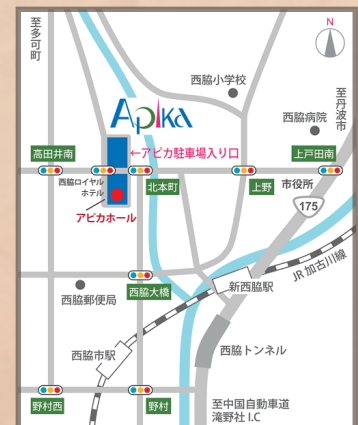 至多可町
N
西脇小学校
至丹波市
西脇病院
Apika
高田井南
←アピカ駐車場入り口
上戸田南
西脇ロイヤル
ホテル
北本町
上野
市役所
アピカホール
175
JR加古川線
新西脇駅
西脇大橋
西脇郵便局
西脇トンネル
西脇市駅
野村西
野村
至中国自動車道
滝野社 I.C